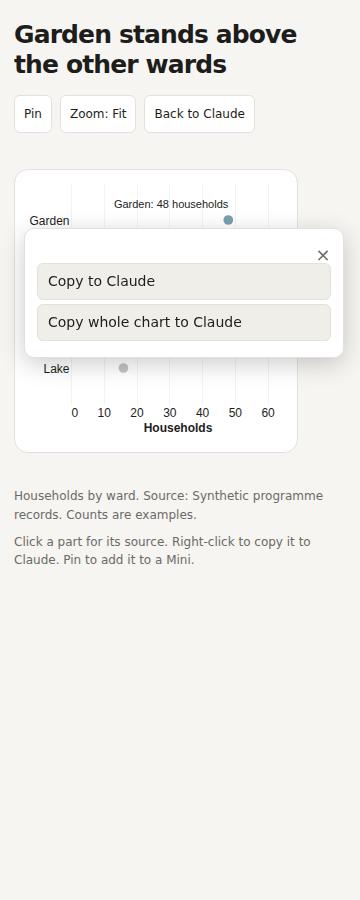 Garden stands above
the other wards
Pin
Zoom: Fit
Back to Claude
Garden: 48 households
Garden
×
Copy to Claude
Copy whole chart to Claude
Lake
0 10 20 30 40 50 60
Households
Households by ward. Source: Synthetic programme
records. Counts are examples.
Click a part for its source. Right-click to copy it to
Claude. Pin to add it to a Mini.